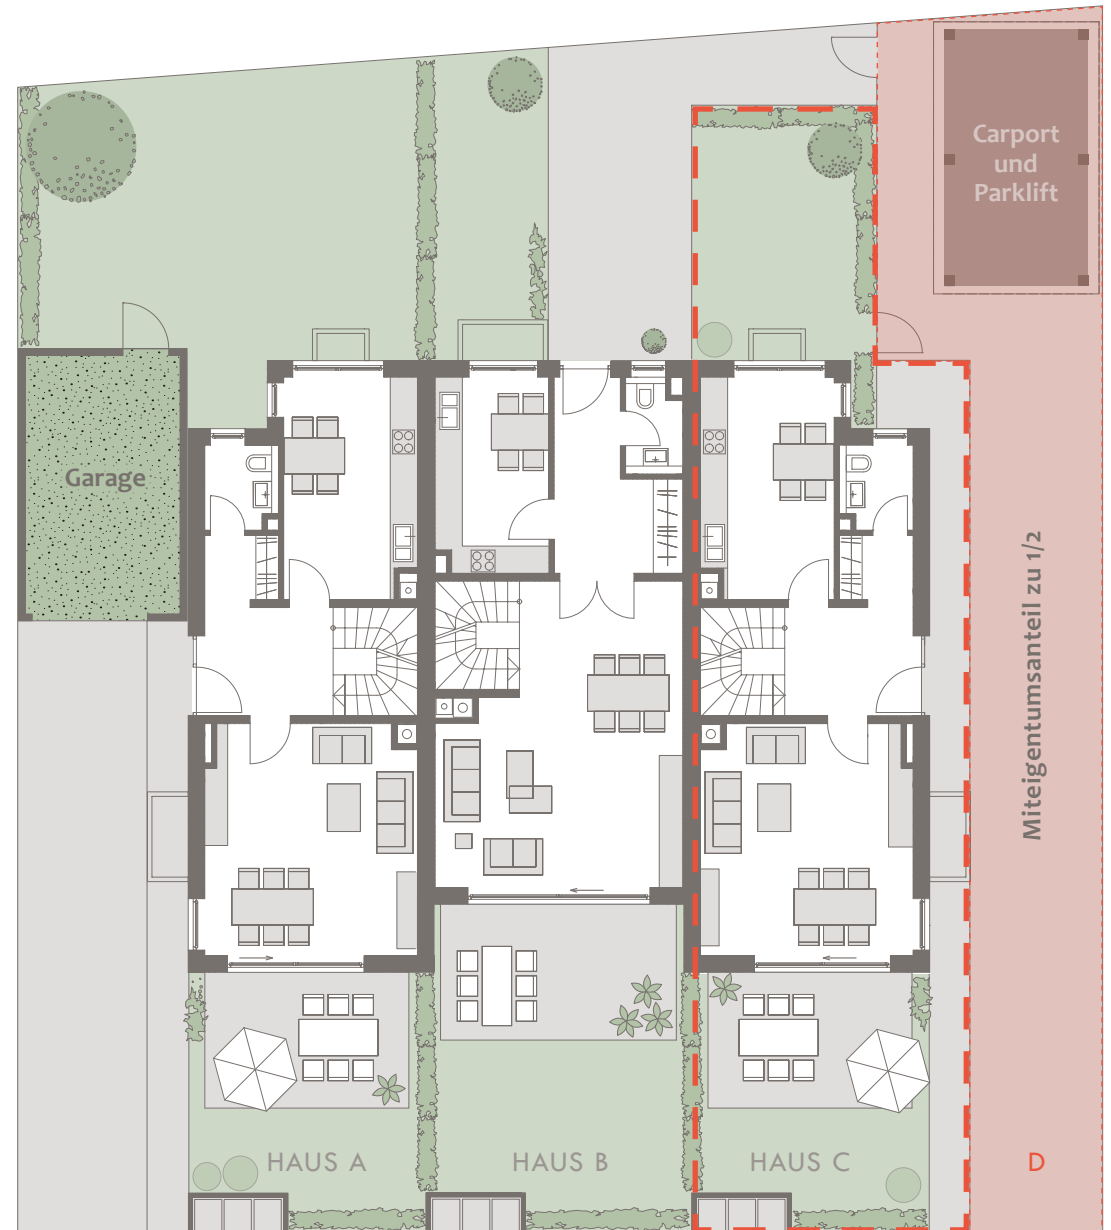 Carport
und
Parklift
Garage
Miteigentumsanteil zu 1/2
HAUS A
HAUS B
HAUS C
D